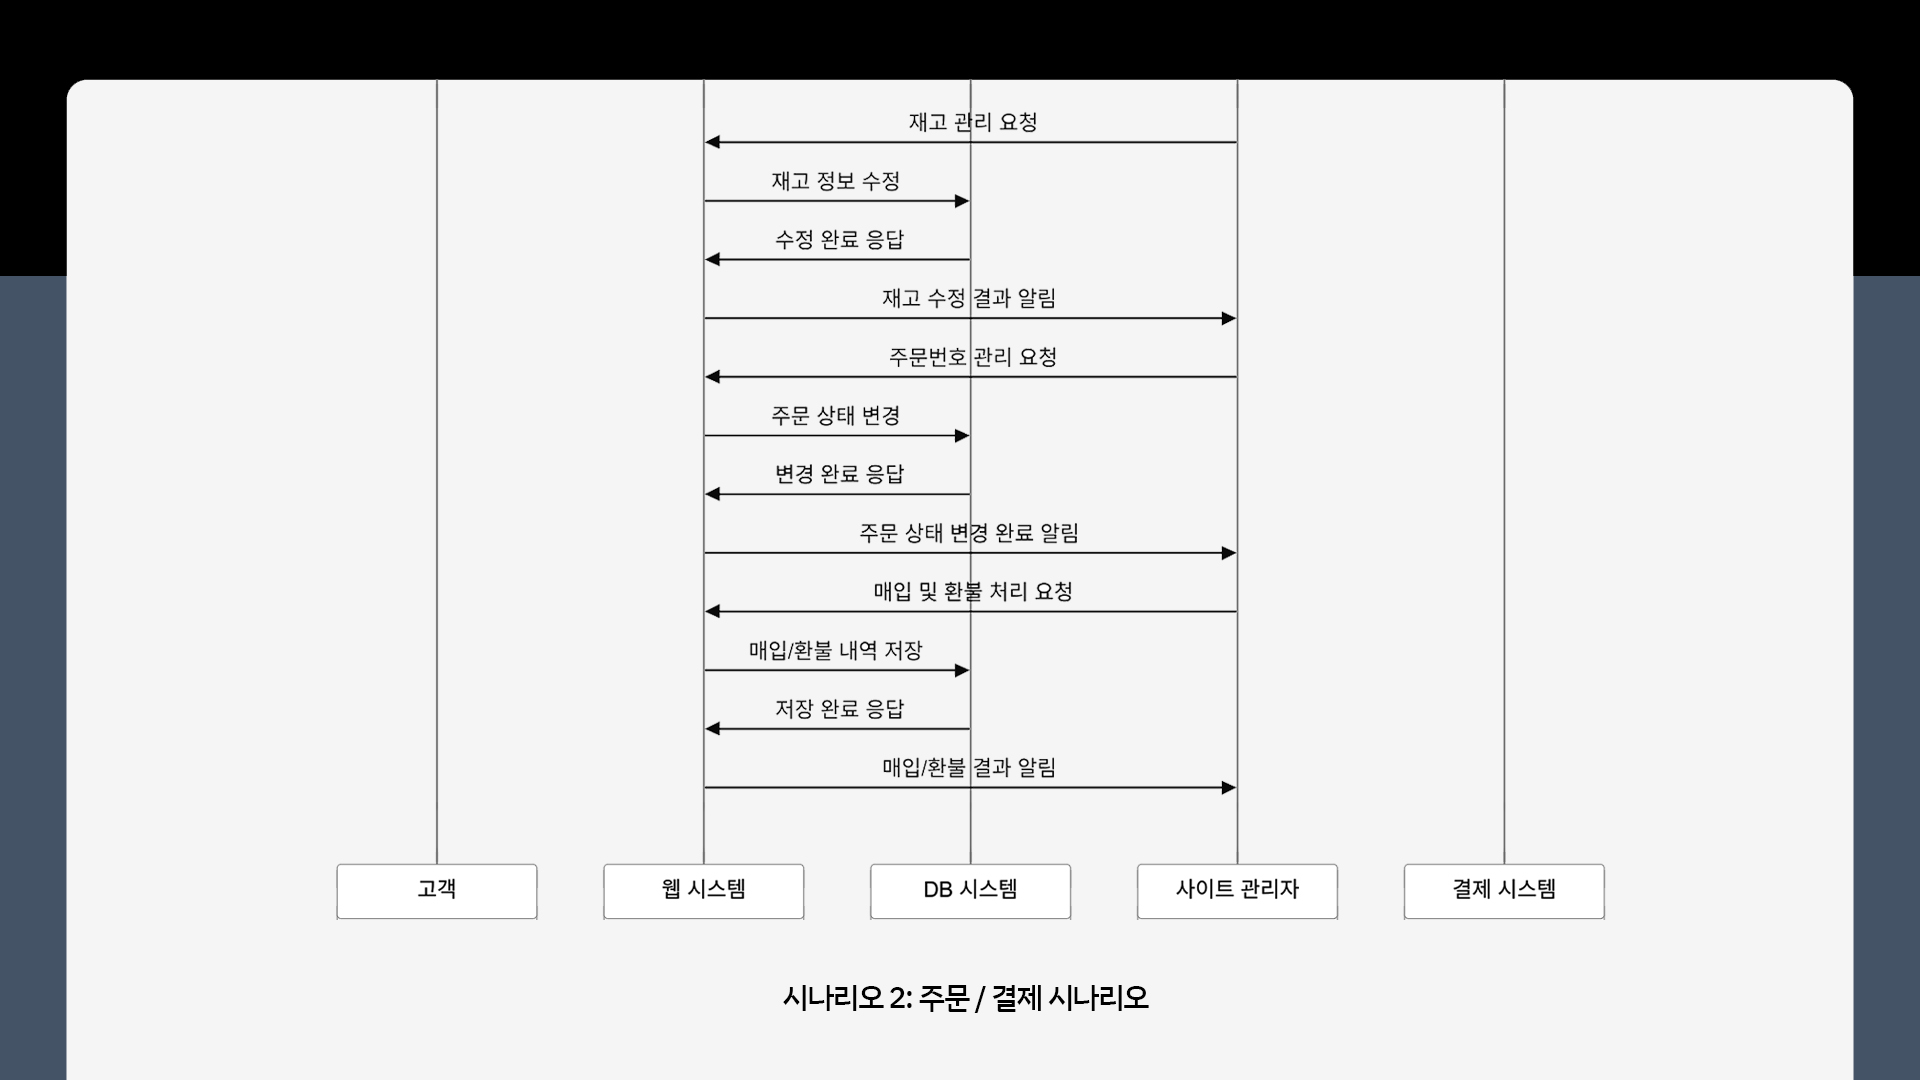 재고 관리 요청
재고 정보 수정
수정 완료 응답
재고 수정 결과 알림
주문번호 관리 요청
주문 상태 변경
변경 완료 응답
주문 상태 변경 완료 알림
매입 및 환불 처리 요청
매입/환불 내역 저장
저장 완료 응답
매입/환불 결과 알림
고객
웹 시스템
DB 시스템
사이트 관리자
결제 시스템
시나리오 2: 주문 / 결제 시나리오